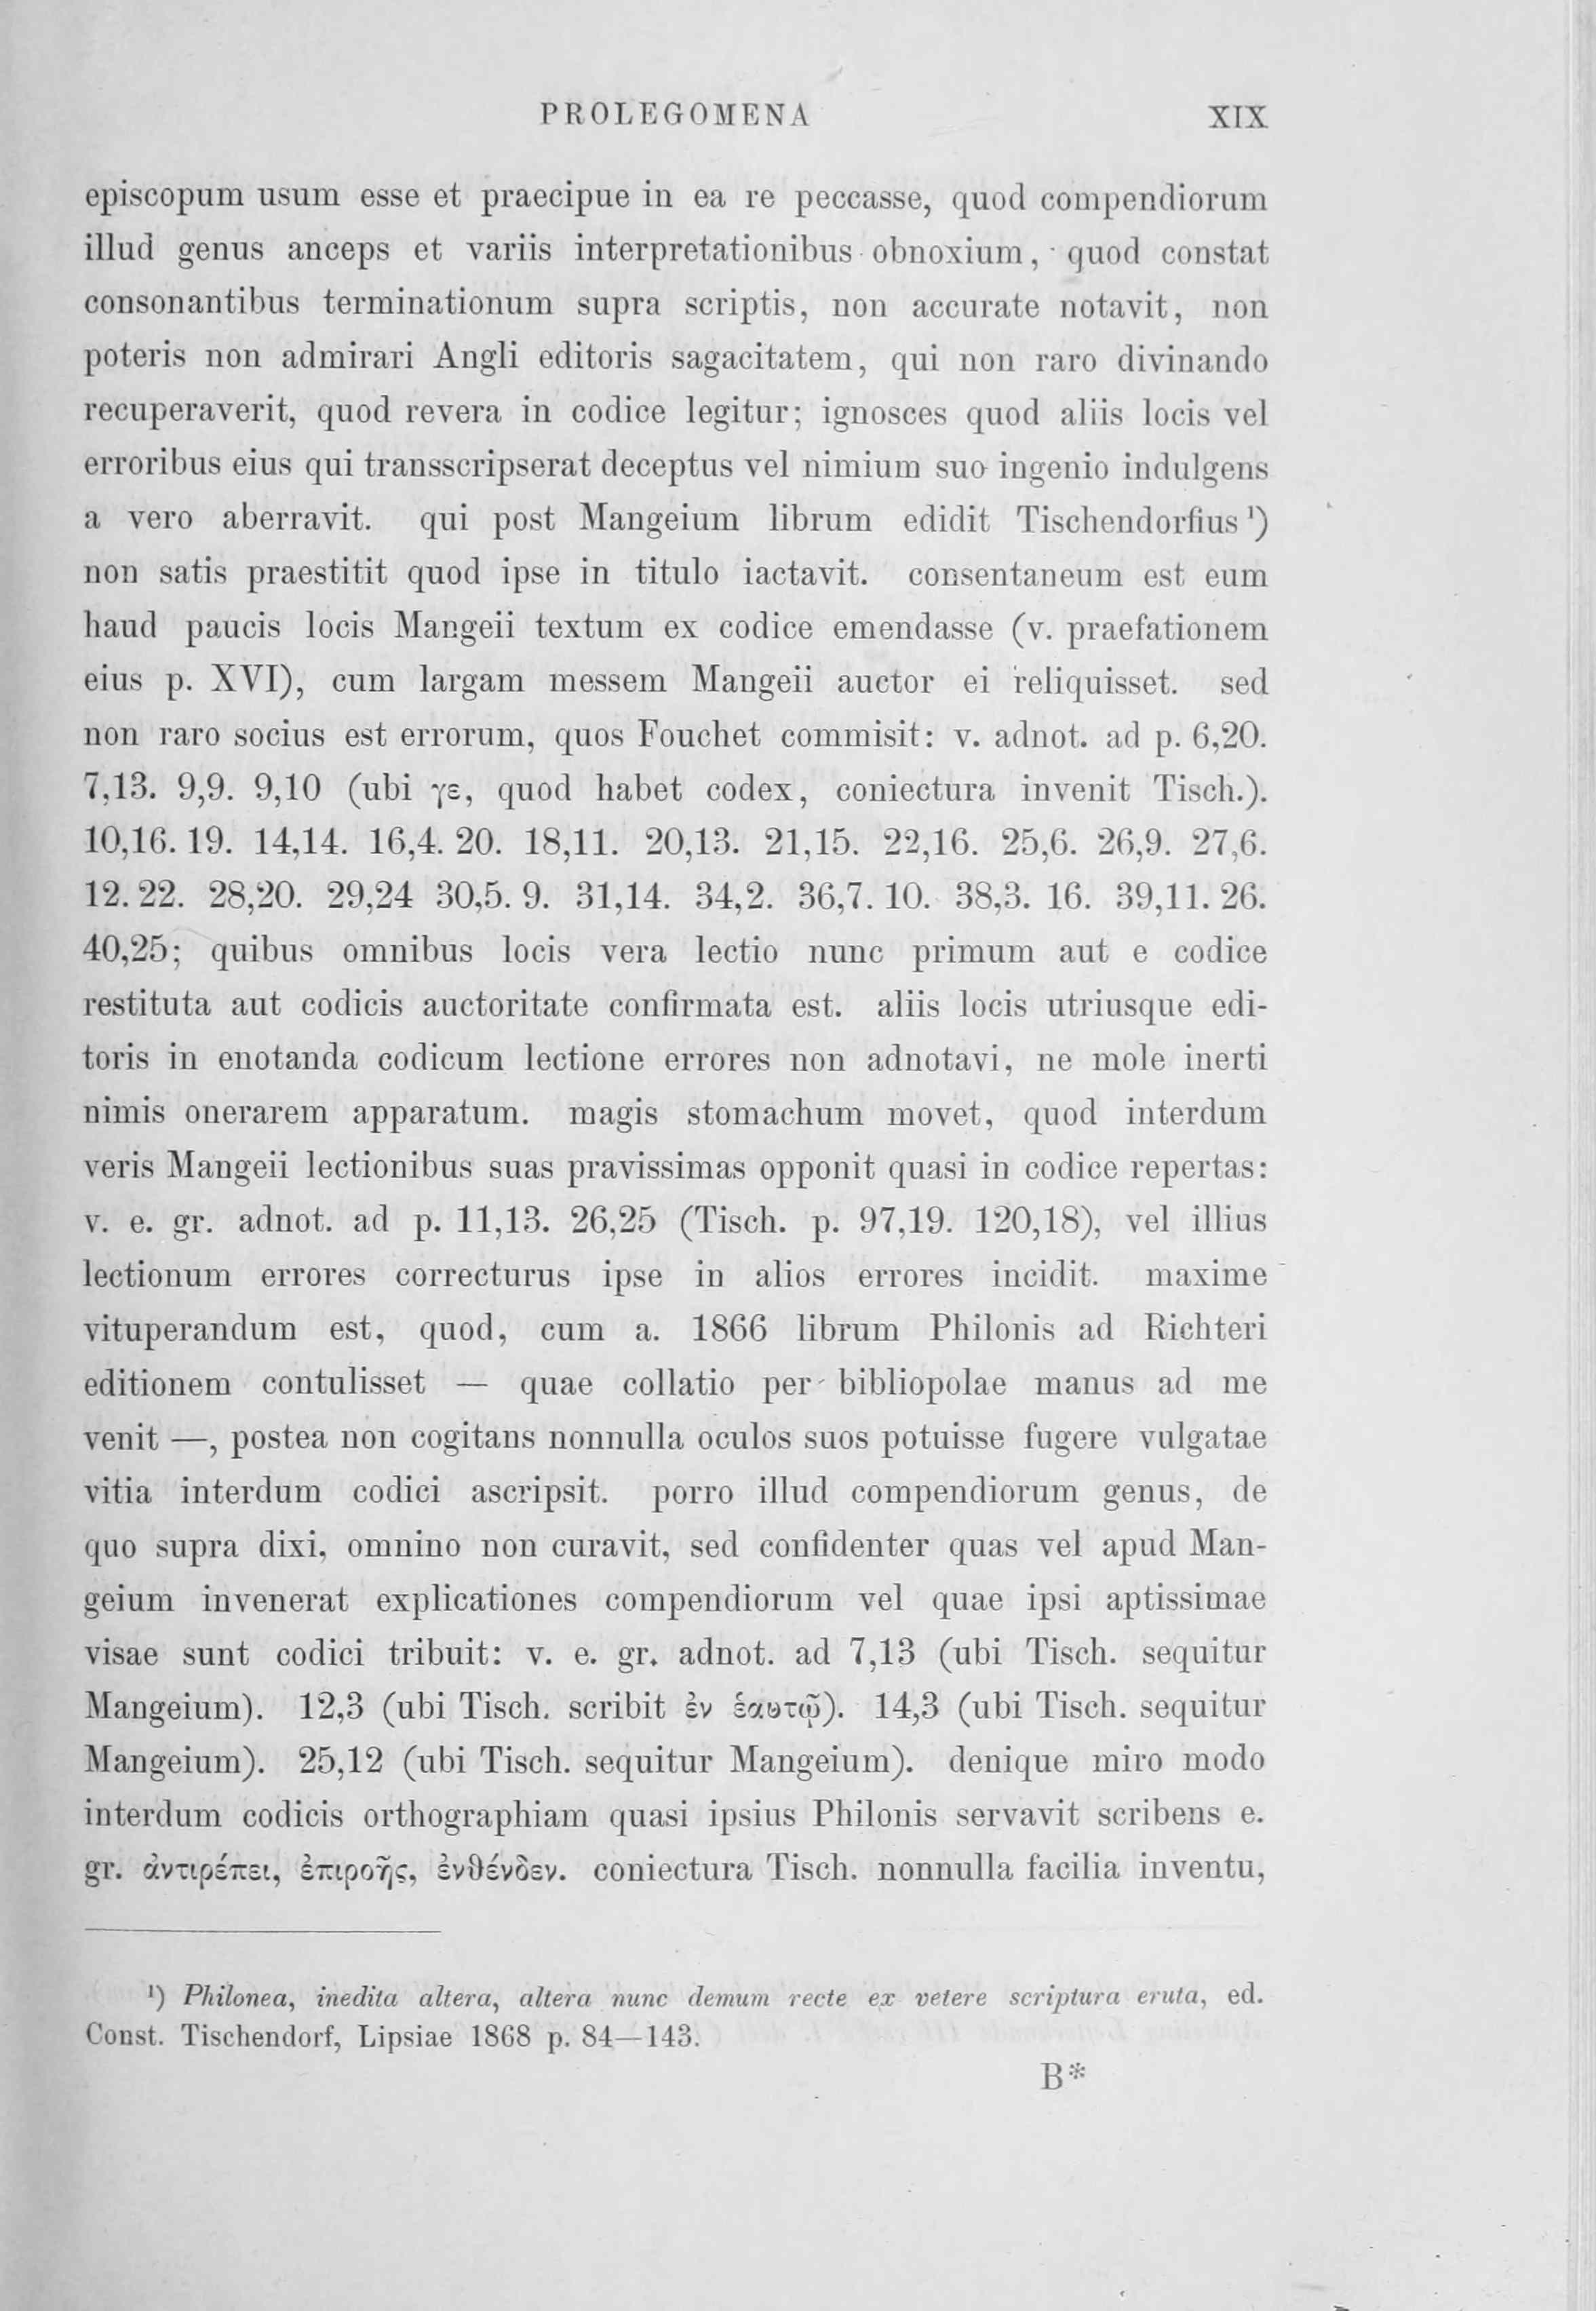 PROLEGOMENA XIX
episcopum usum esse et praecipue in ea re peccasse, quod compendiorum
illud genus anceps et variis interpretationibus obnoxium, quod constat
consonantibus terminationum supra scriptis, non accurate notavit, non
poteris non admirari Angli editoris sagacitatem, qui non raro divinando
recuperaverit, quod revera in codice legitur; ignosces quod aliis locis vel
erroribus eius qui transscripserat deceptus vel nimium suo ingenio indulgens
a vero aberravit. qui post Mangeium librum edidit Tischendorfius ¹)
non satis praestitit quod ipse in titulo iactavit. consentaneum est eum
haud paucis locis Mangeii textum ex codice emendasse (v. praefationem
eius p. XVI), cum largam messem Mangeii auctor ei reliquisset. sed
non raro socius est errorum, quos Fouchet commisit: v. adnot. ad p. 6,20.
7,13. 9,9. 9,10 (ubi γε, quod habet codex, coniectura invenit Tisch.).
10,16. 19. 14,14. 16,4. 20. 18,11. 20,13. 21,15. 22,16. 25,6. 26,9. 27,6.
12. 22. 28,20. 29,24 30,5. 9. 31,14. 34,2. 36,7. 10. 38,3. 16. 39,11. 26.
40,25; quibus omnibus locis vera lectio nunc primum aut e codice
restituta aut codicis auctoritate confirmata est. aliis locis utriusque edi-
toris in enotanda codicum lectione errores non adnotavi, ne mole inerti
nimis onerarem apparatum. magis stomachum movet, quod interdum
veris Mangeii lectionibus suas pravissimas opponit quasi in codice repertas:
v. e. gr. adnot. ad p. 11,13. 26,25 (Tisch. p. 97,19. 120,18), vel illius
lectionum errores correcturus ipse in alios errores incidit. maxime
vituperandum est, quod, cum a. 1866 librum Philonis ad Richteri
editionem contulisset — quae collatio per bibliopolae manus ad me
venit —, postea non cogitans nonnulla oculos suos potuisse fugere vulgatae
vitia interdum codici ascripsit. porro illud compendiorum genus, de
quo supra dixi, omnino non curavit, sed confidenter quas vel apud Man-
geium invenerat explicationes compendiorum vel quae ipsi aptissimae
visae sunt codici tribuit: v. e. gr. adnot. ad 7,13 (ubi Tisch. sequitur
Mangeium). 12,3 (ubi Tisch. scribit ἐν ἑαυτῷ). 14,3 (ubi Tisch. sequitur
Mangeium). 25,12 (ubi Tisch. sequitur Mangeium). denique miro modo
interdum codicis orthographiam quasi ipsius Philonis servavit scribens e.
gr. ἀντιρέπει, ἐπιροῆς, ἐνθένδεν. coniectura Tisch. nonnulla facilia inventu,
¹) Philonea, inedita altera, altera nunc demum recte ex vetere scriptura eruta, ed.
Const. Tischendorf, Lipsiae 1868 p. 84—143.
B*